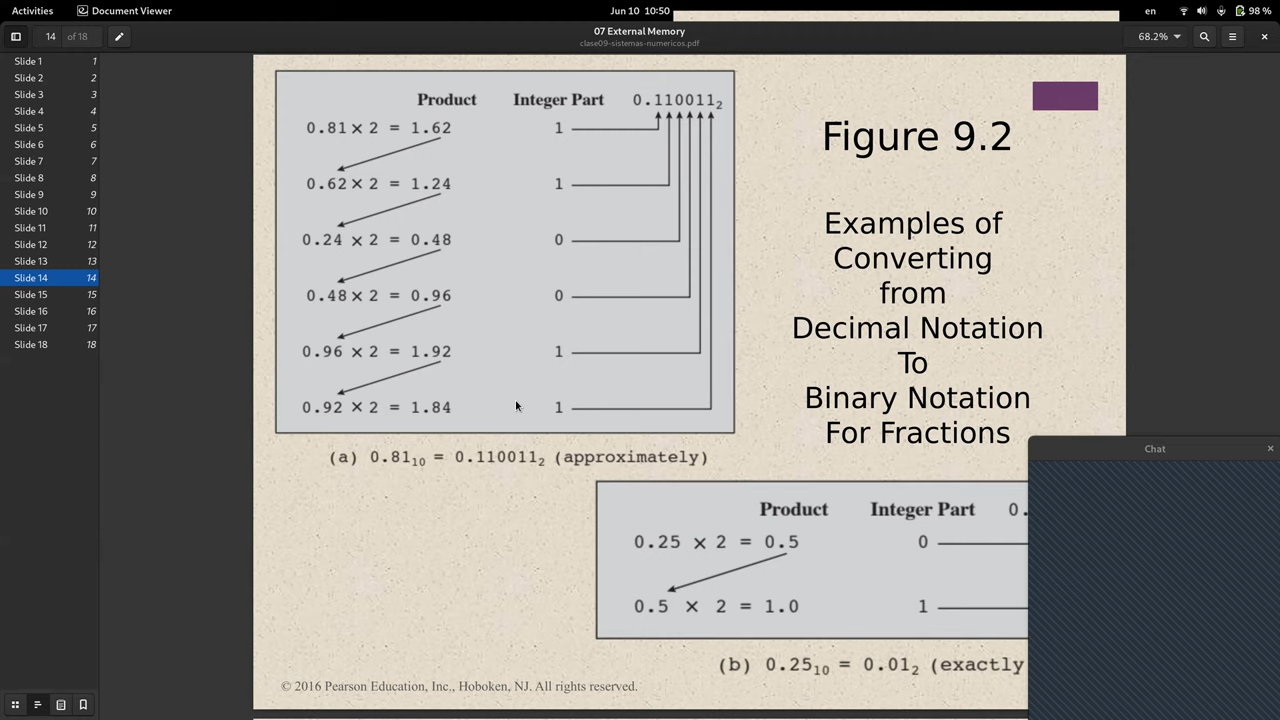 Activities Document Viewer Jun 10 10:50 en 98 %
14 of 18 07 External Memory 68.2%
clase09-sistemas-numericos.pdf
Slide 1 1
Slide 2 2
Slide 3 3
Slide 4 4
Slide 5 5
Slide 6 6
Slide 7 7
Slide 8 8
Slide 9 9
Slide 10 10
Slide 11 11
Slide 12 12
Slide 13 13
Slide 14 14
Slide 15 15
Slide 16 16
Slide 17 17
Slide 18 18
Product Integer Part 0.110011₂
0.81 × 2 = 1.62 1
0.62 × 2 = 1.24 1
0.24 × 2 = 0.48 0
0.48 × 2 = 0.96 0
0.96 × 2 = 1.92 1
0.92 × 2 = 1.84 1
(a) 0.81₁₀ = 0.110011₂ (approximately)
Figure 9.2
Examples of
Converting
from
Decimal Notation
To
Binary Notation
For Fractions
Product Integer Part 0.
0.25 × 2 = 0.5 0
0.5 × 2 = 1.0 1
(b) 0.25₁₀ = 0.01₂ (exactly
© 2016 Pearson Education, Inc., Hoboken, NJ. All rights reserved.
Chat